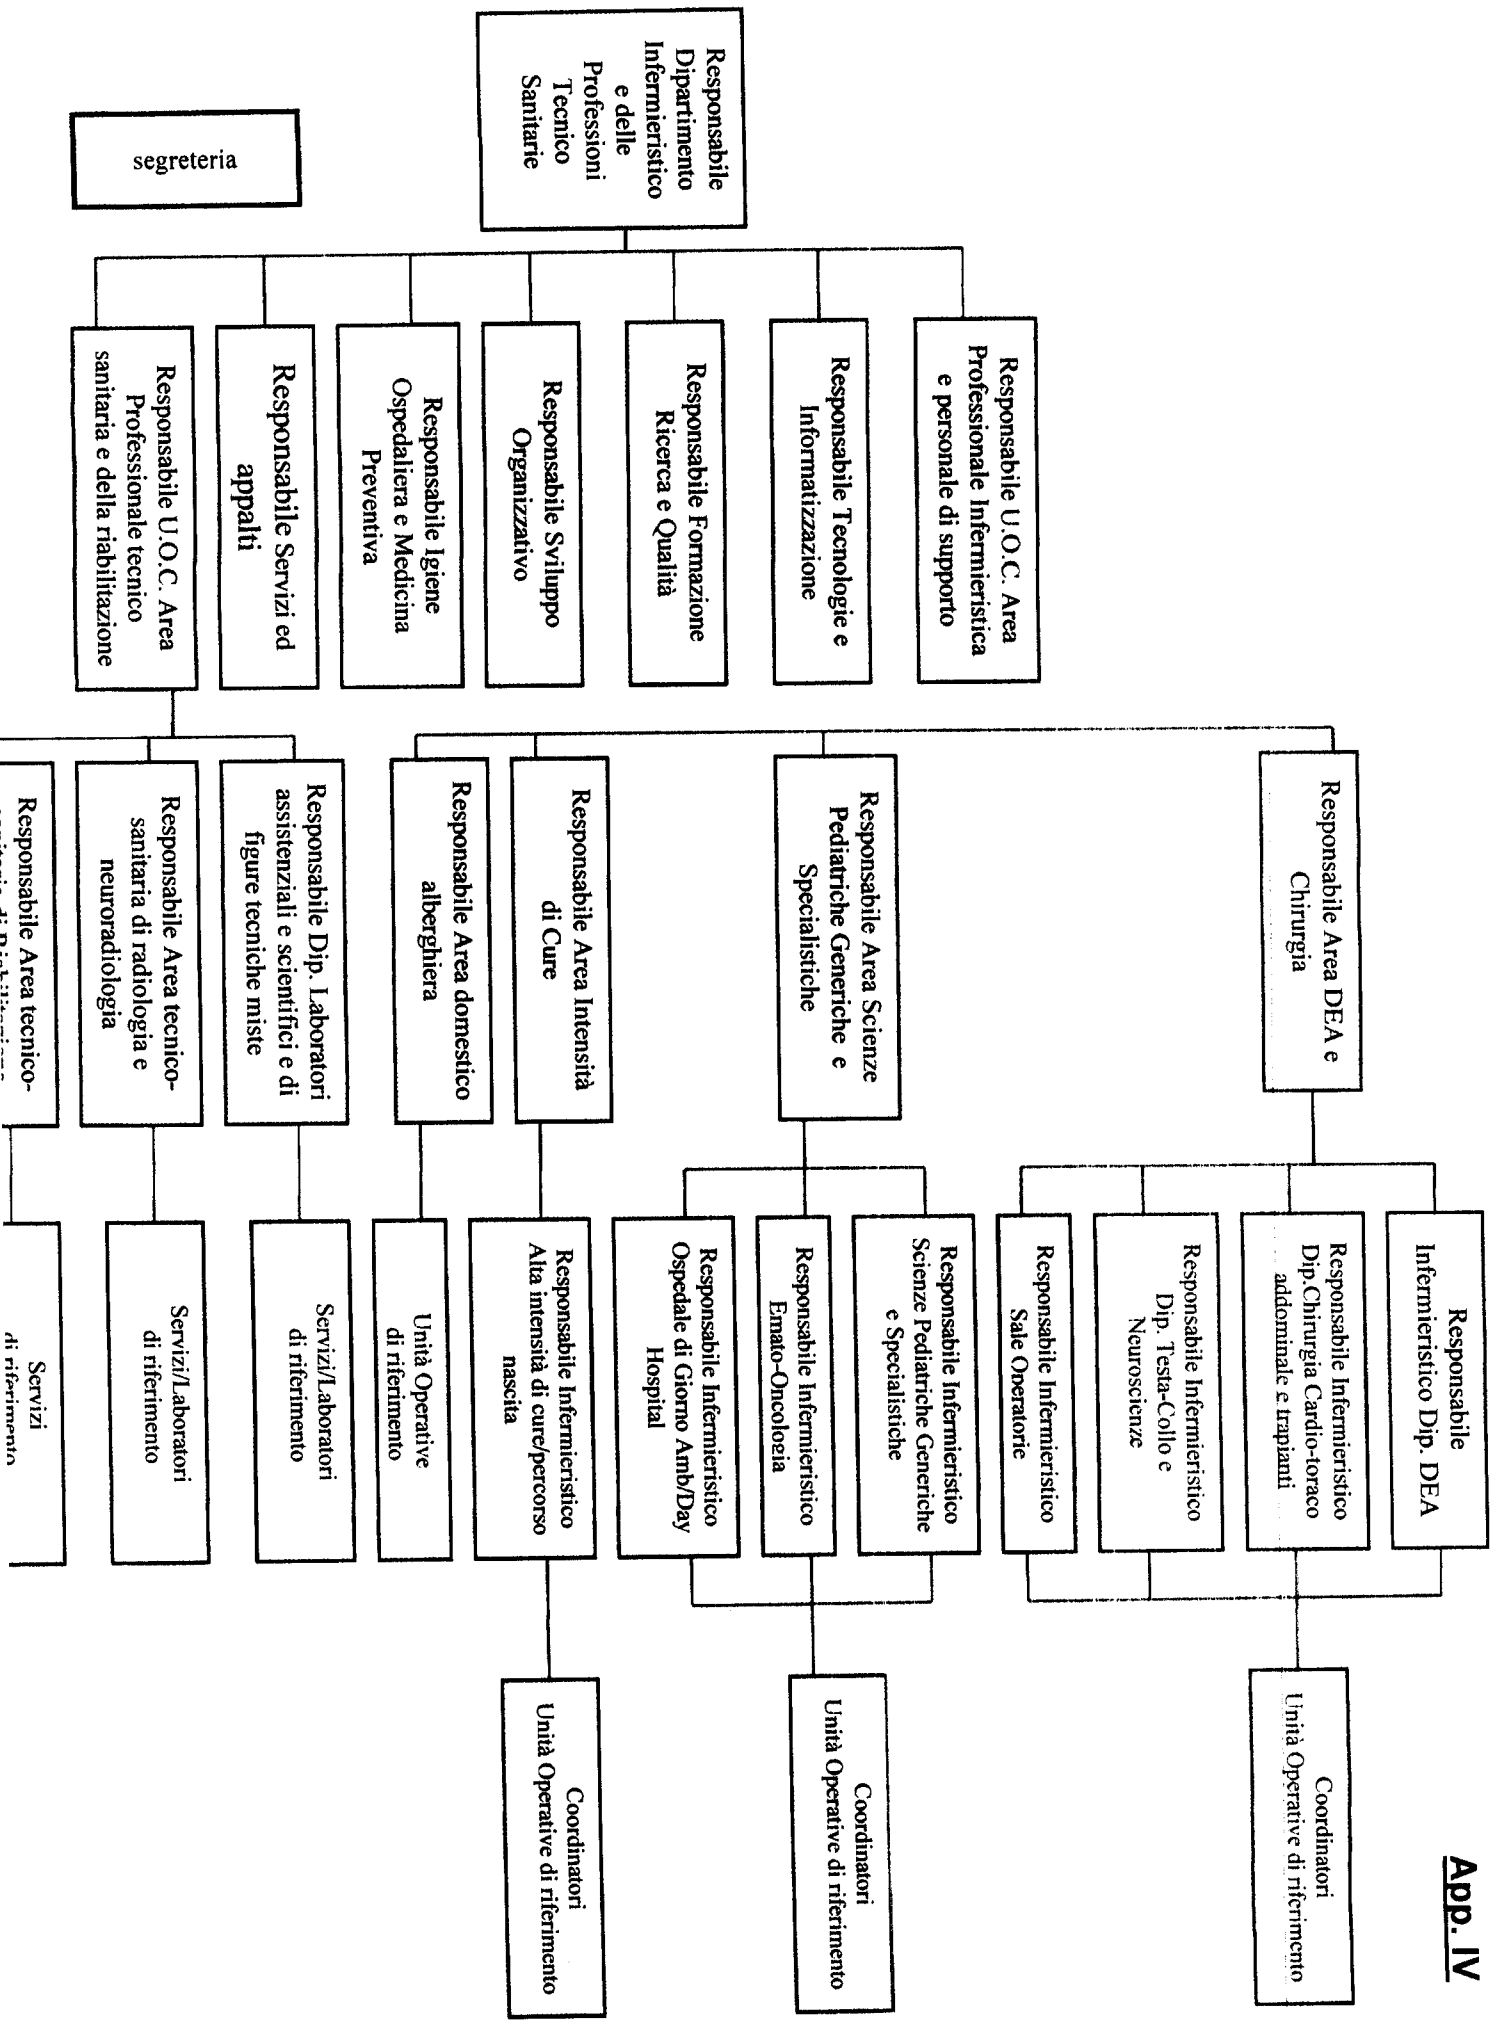 App. IV
Responsabile
Dipartimento
Infermieristico
e delle
Professioni
Tecnico
Sanitarie
segreteria
Responsabile U.O.C. Area
Professionale Infermieristica
e personale di supporto
Responsabile Tecnologie e
Informatizzazione
Responsabile Formazione
Ricerca e Qualità
Responsabile Sviluppo
Organizzativo
Responsabile Igiene
Ospedaliera e Medicina
Preventiva
Responsabile Servizi ed
appalti
Responsabile U.O.C. Area
Professionale tecnico
sanitaria e della riabilitazione
Responsabile Area DEA e
Chirurgia
Responsabile Area Scienze
Pediatriche Generiche e
Specialistiche
Responsabile Area Intensità
di Cure
Responsabile Area domestico
alberghiera
Responsabile Dip. Laboratori
assistenziali e scientifici e di
figure tecniche miste
Responsabile Area tecnico-
sanitaria di radiologia e
neuroradiologia
Responsabile Area tecnico-
Responsabile
Infermieristico Dip. DEA
Responsabile Infermieristico
Dip.Chirurgia Cardio-toraco
addominale e trapianti
Responsabile Infermieristico
Dip. Testa-Collo e
Neuroscienze
Responsabile Infermieristico
Sale Operatorie
Responsabile Infermieristico
Scienze Pediatriche Generiche
e Specialistiche
Responsabile Infermieristico
Emato-Oncologia
Responsabile Infermieristico
Ospedale di Giorno Amb/Day
Hospital
Responsabile Infermieristico
Alta intensità di cure/percorso
nascita
Unità Operative
di riferimento
Servizi/Laboratori
di riferimento
Servizi/Laboratori
di riferimento
Servizi
di riferimento
Coordinatori
Unità Operative di riferimento
Coordinatori
Unità Operative di riferimento
Coordinatori
Unità Operative di riferimento